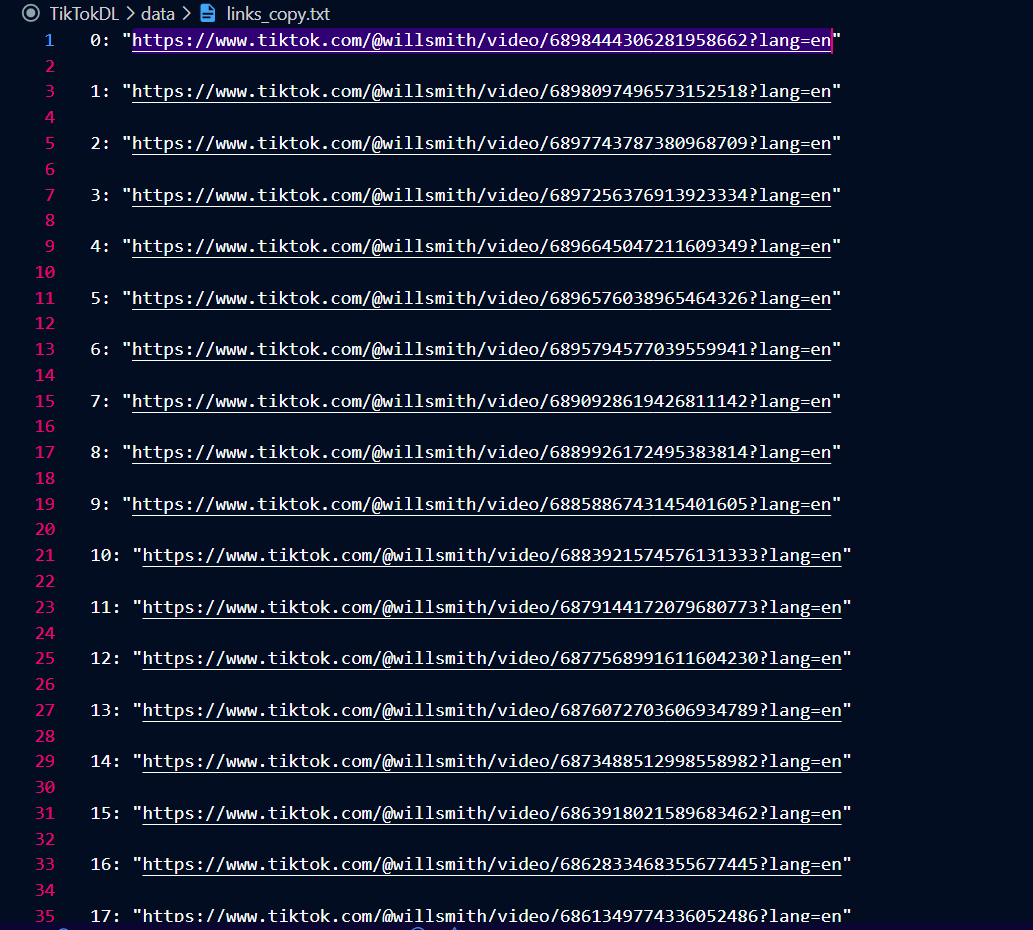 TikTokDL > data > links_copy.txt
1 0: "https://www.tiktok.com/@willsmith/video/6898444306281958662?lang=en"
2
3 1: "https://www.tiktok.com/@willsmith/video/6898097496573152518?lang=en"
4
5 2: "https://www.tiktok.com/@willsmith/video/6897743787380968709?lang=en"
6
7 3: "https://www.tiktok.com/@willsmith/video/6897256376913923334?lang=en"
8
9 4: "https://www.tiktok.com/@willsmith/video/6896645047211609349?lang=en"
10
11 5: "https://www.tiktok.com/@willsmith/video/6896576038965464326?lang=en"
12
13 6: "https://www.tiktok.com/@willsmith/video/6895794577039559941?lang=en"
14
15 7: "https://www.tiktok.com/@willsmith/video/6890928619426811142?lang=en"
16
17 8: "https://www.tiktok.com/@willsmith/video/6889926172495383814?lang=en"
18
19 9: "https://www.tiktok.com/@willsmith/video/6885886743145401605?lang=en"
20
21 10: "https://www.tiktok.com/@willsmith/video/6883921574576131333?lang=en"
22
23 11: "https://www.tiktok.com/@willsmith/video/6879144172079680773?lang=en"
24
25 12: "https://www.tiktok.com/@willsmith/video/6877568991611604230?lang=en"
26
27 13: "https://www.tiktok.com/@willsmith/video/6876072703606934789?lang=en"
28
29 14: "https://www.tiktok.com/@willsmith/video/6873488512998558982?lang=en"
30
31 15: "https://www.tiktok.com/@willsmith/video/6863918021589683462?lang=en"
32
33 16: "https://www.tiktok.com/@willsmith/video/6862833468355677445?lang=en"
34
35 17: "https://www.tiktok.com/@willsmith/video/6861349774336052486?lang=en"